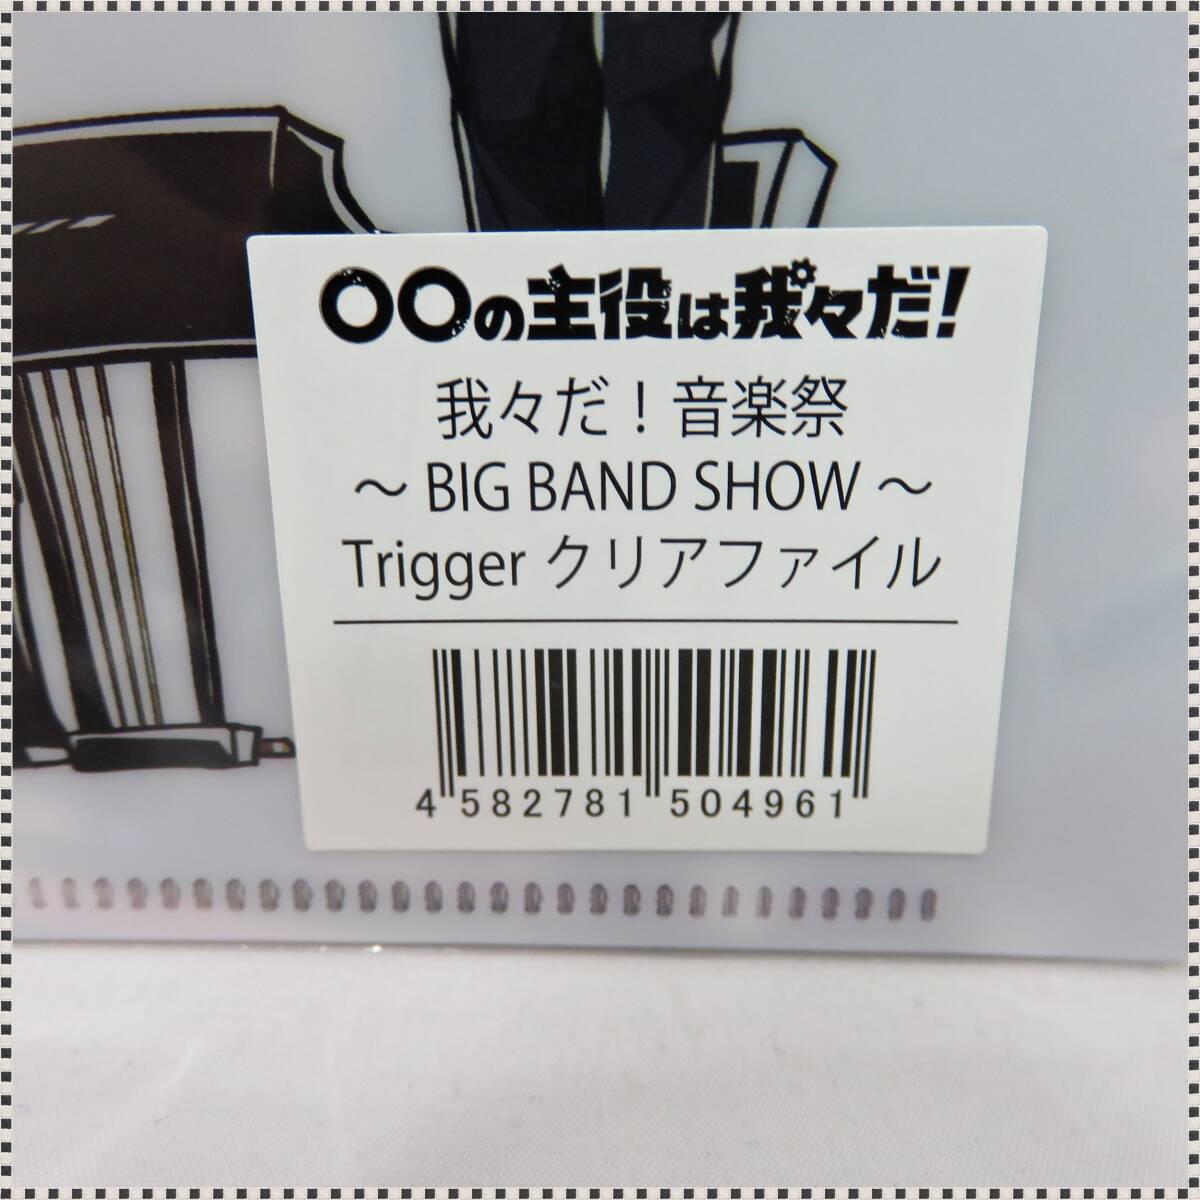 〇〇の主役は我々だ!
我々だ！音楽祭
～ BIG BAND SHOW ～
Trigger クリアファイル
4 582781 504961